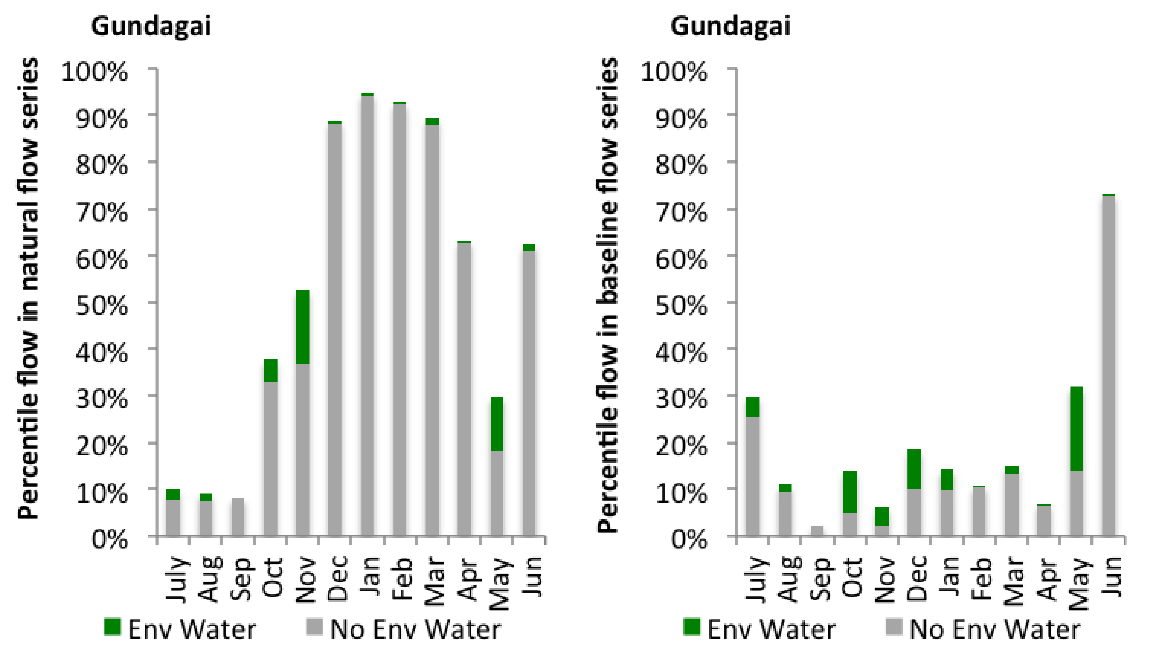 Gundagai
Percentile flow in natural flow series
100%
90%
80%
70%
60%
50%
40%
30%
20%
10%
0%
July
Aug
Sep
Oct
Nov
Dec
Jan
Feb
Mar
Apr
May
Jun
Env Water
No Env Water
Gundagai
Percentile flow in baseline flow series
100%
90%
80%
70%
60%
50%
40%
30%
20%
10%
0%
July
Aug
Sep
Oct
Nov
Dec
Jan
Feb
Mar
Apr
May
Jun
Env Water
No Env Water